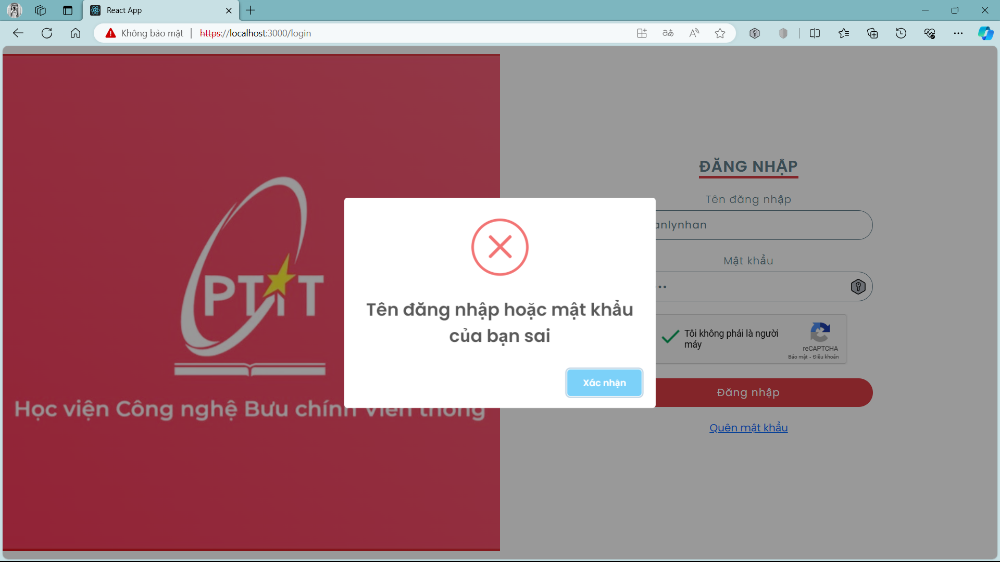 React App
Không bảo mật
https://localhost:3000/login
PTIT
Học viện Công nghệ Bưu chính Viễn thông
ĐĂNG NHẬP
Tên đăng nhập
anlynhan
Mật khẩu
Tôi không phải là người
máy
reCAPTCHA
Bảo mật - Điều khoản
Đăng nhập
Quên mật khẩu
Tên đăng nhập hoặc mật khẩu
của bạn sai
Xác nhận